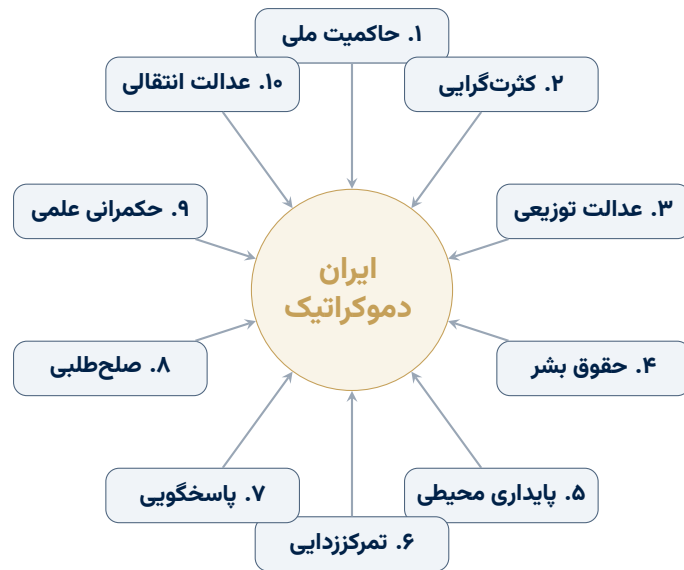 ۱. حاکمیت ملی
۲. کثرت‌گرایی
۳. عدالت توزیعی
۴. حقوق بشر
۵. پایداری محیطی
۶. تمرکززدایی
۷. پاسخگویی
۸. صلح‌طلبی
۹. حکمرانی علمی
۱۰. عدالت انتقالی
ایران
دموکراتیک